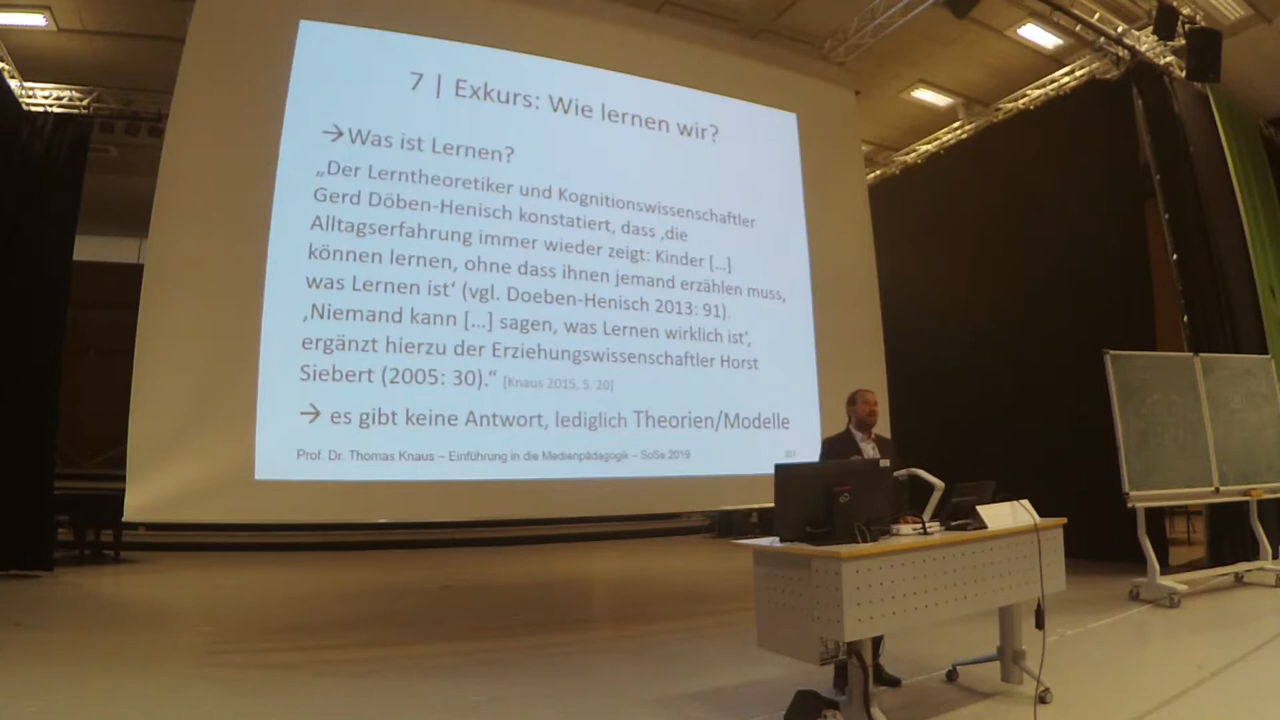 7 | Exkurs: Wie lernen wir?
→Was ist Lernen?
„Der Lerntheoretiker und Kognitionswissenschaftler
Gerd Döben-Henisch konstatiert, dass ‚die
Alltagserfahrung immer wieder zeigt: Kinder […]
können lernen, ohne dass ihnen jemand erzählen muss,
was Lernen ist‘ (vgl. Doeben-Henisch 2013: 91).
‚Niemand kann […] sagen, was Lernen wirklich ist‘,
ergänzt hierzu der Erziehungswissenschaftler Horst
Siebert (2005: 30).“ [Knaus 2015, S. 20]
→ es gibt keine Antwort, lediglich Theorien/Modelle
Prof. Dr. Thomas Knaus – Einführung in die Medienpädagogik – SoSe 2019